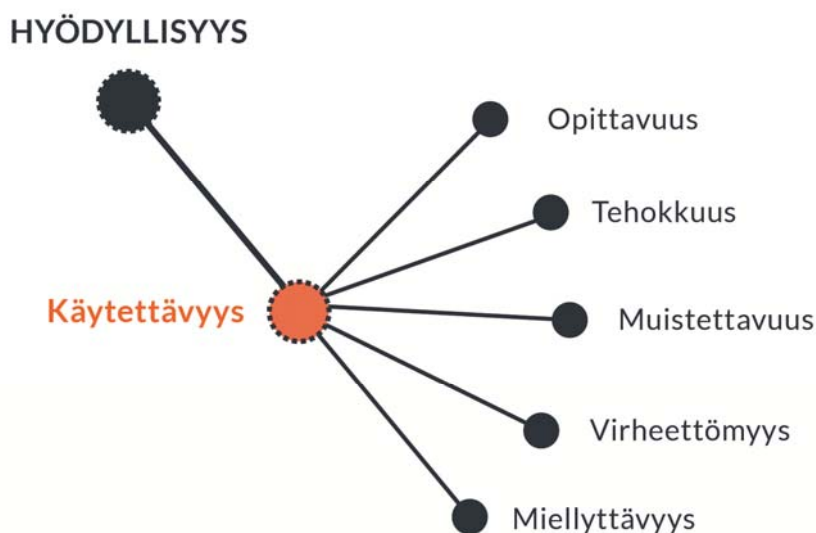 HYÖDYLLISYYS
Opittavuus
Tehokkuus
Käytettävyys
Muistettavuus
Virheettömyys
Miellyttävyys